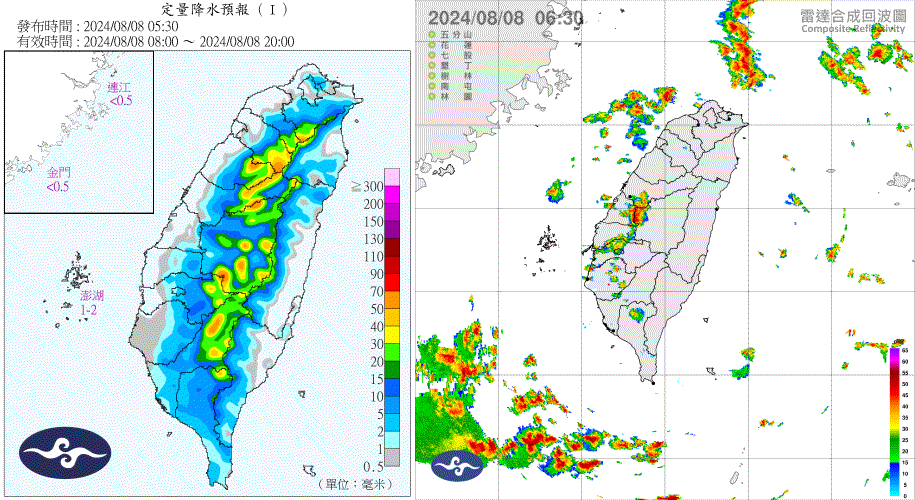 定量降水預報 ( I )
發布時間 : 2024/08/08 05:30
有效時間 : 2024/08/08 08:00 ～ 2024/08/08 20:00
連江
<0.5
金門
<0.5
澎湖
1-2
≧ 300
200
150
130
110
90
70
50
40
30
20
15
10
5
2
1
0.5
(單位：毫米)
2024/08/08 06:30
雷達合成回波圖
Composite Reflectivity
五分山
花蓮
七股
墾丁
樹林
南屯
林園
65
60
55
50
45
40
35
30
25
20
15
10
5
0